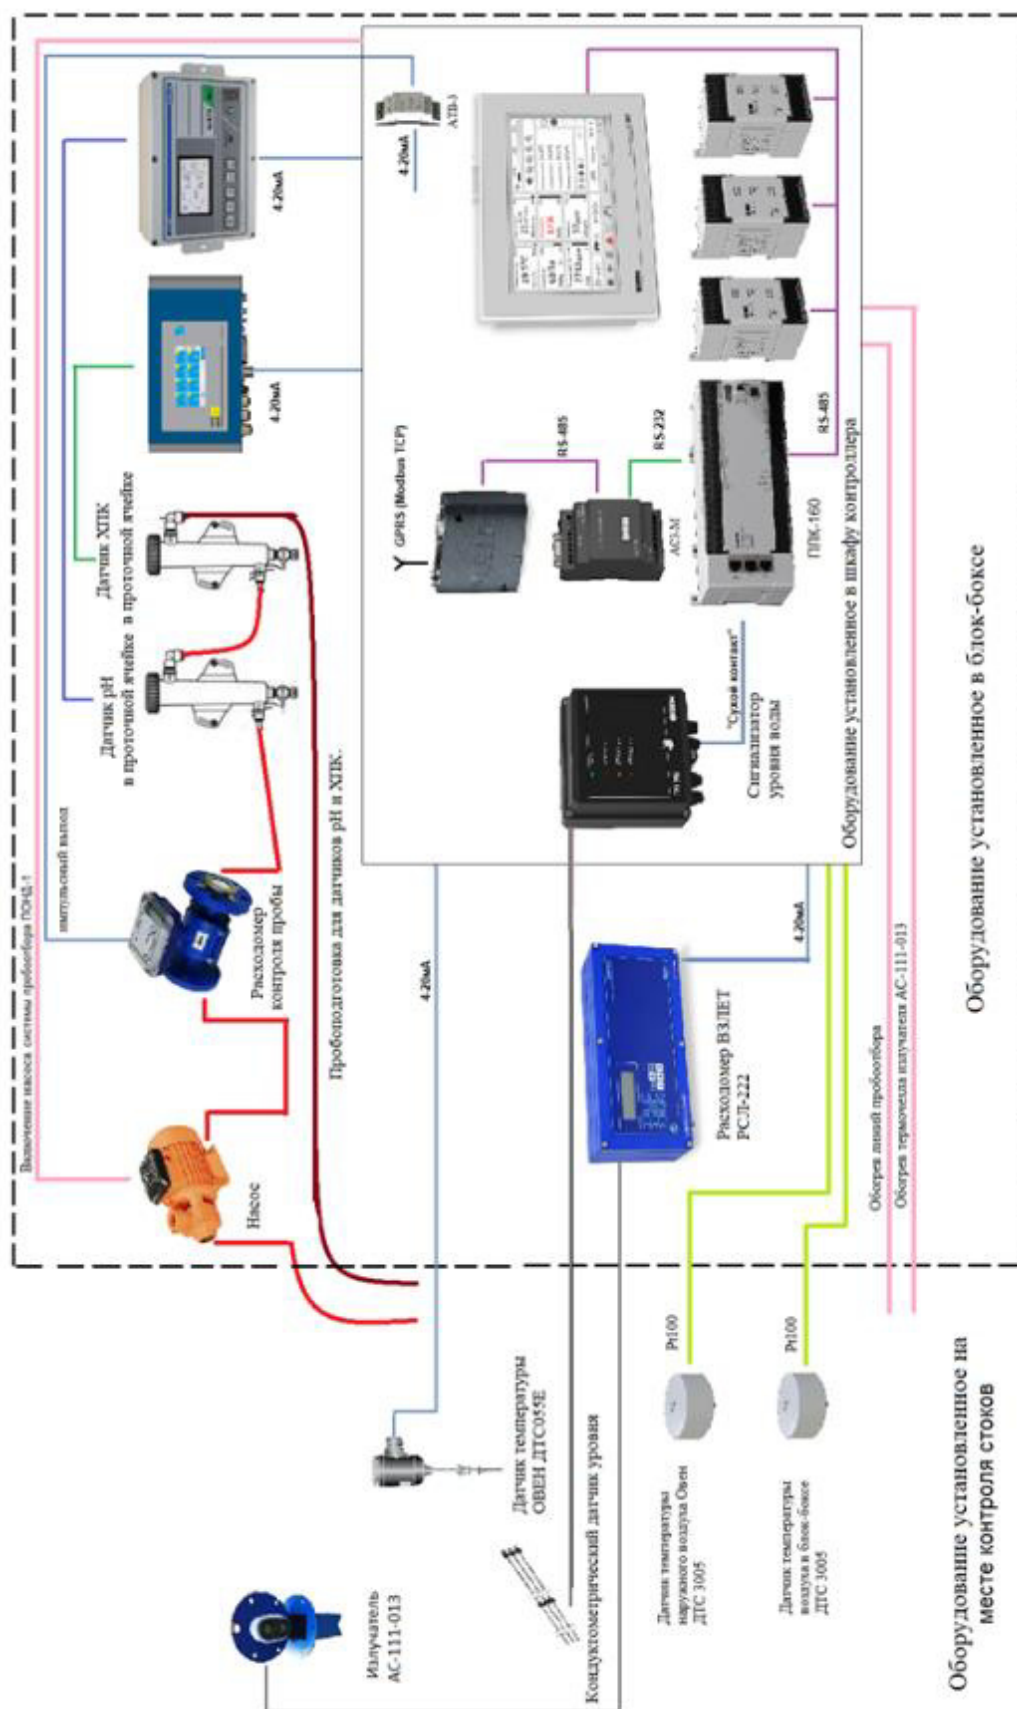 Включение насоса системы пробоотбора ПОНД-1
импульсный выход
Датчик pH
в проточной ячейке
Датчик ХПК
в проточной ячейке
4-20мА
4-20мА
АТВ-3
4-20мА
Расходомер
контроля пробы
Насос
Пробоподготовка для датчиков pH и ХПК.
4-20мА
GPRS (Modbus TCP)
RS-485
АС3-М
RS-232
ПЛК-160
RS-485
"Сухой контакт"
Сигнализатор
уровня воды
Оборудование установленное в шкафу контроллера
Расходомер ВЗЛЕТ
РСЛ-222
4-20мА
Обогрев линий пробоотбора
Обогрев термочехла излучателя АС-111-013
Оборудование установленное в блок-боксе
Излучатель
АС-111-013
Датчик температуры
ОВЕН ДТС055Е
Кондуктометрический датчик уровня
Pt100
Датчик температуры
наружного воздуха Овен
ДТС 3005
Pt100
Датчик температуры
воздуха в блок-боксе
ДТС 3005
Оборудование установленное на
месте контроля стоков